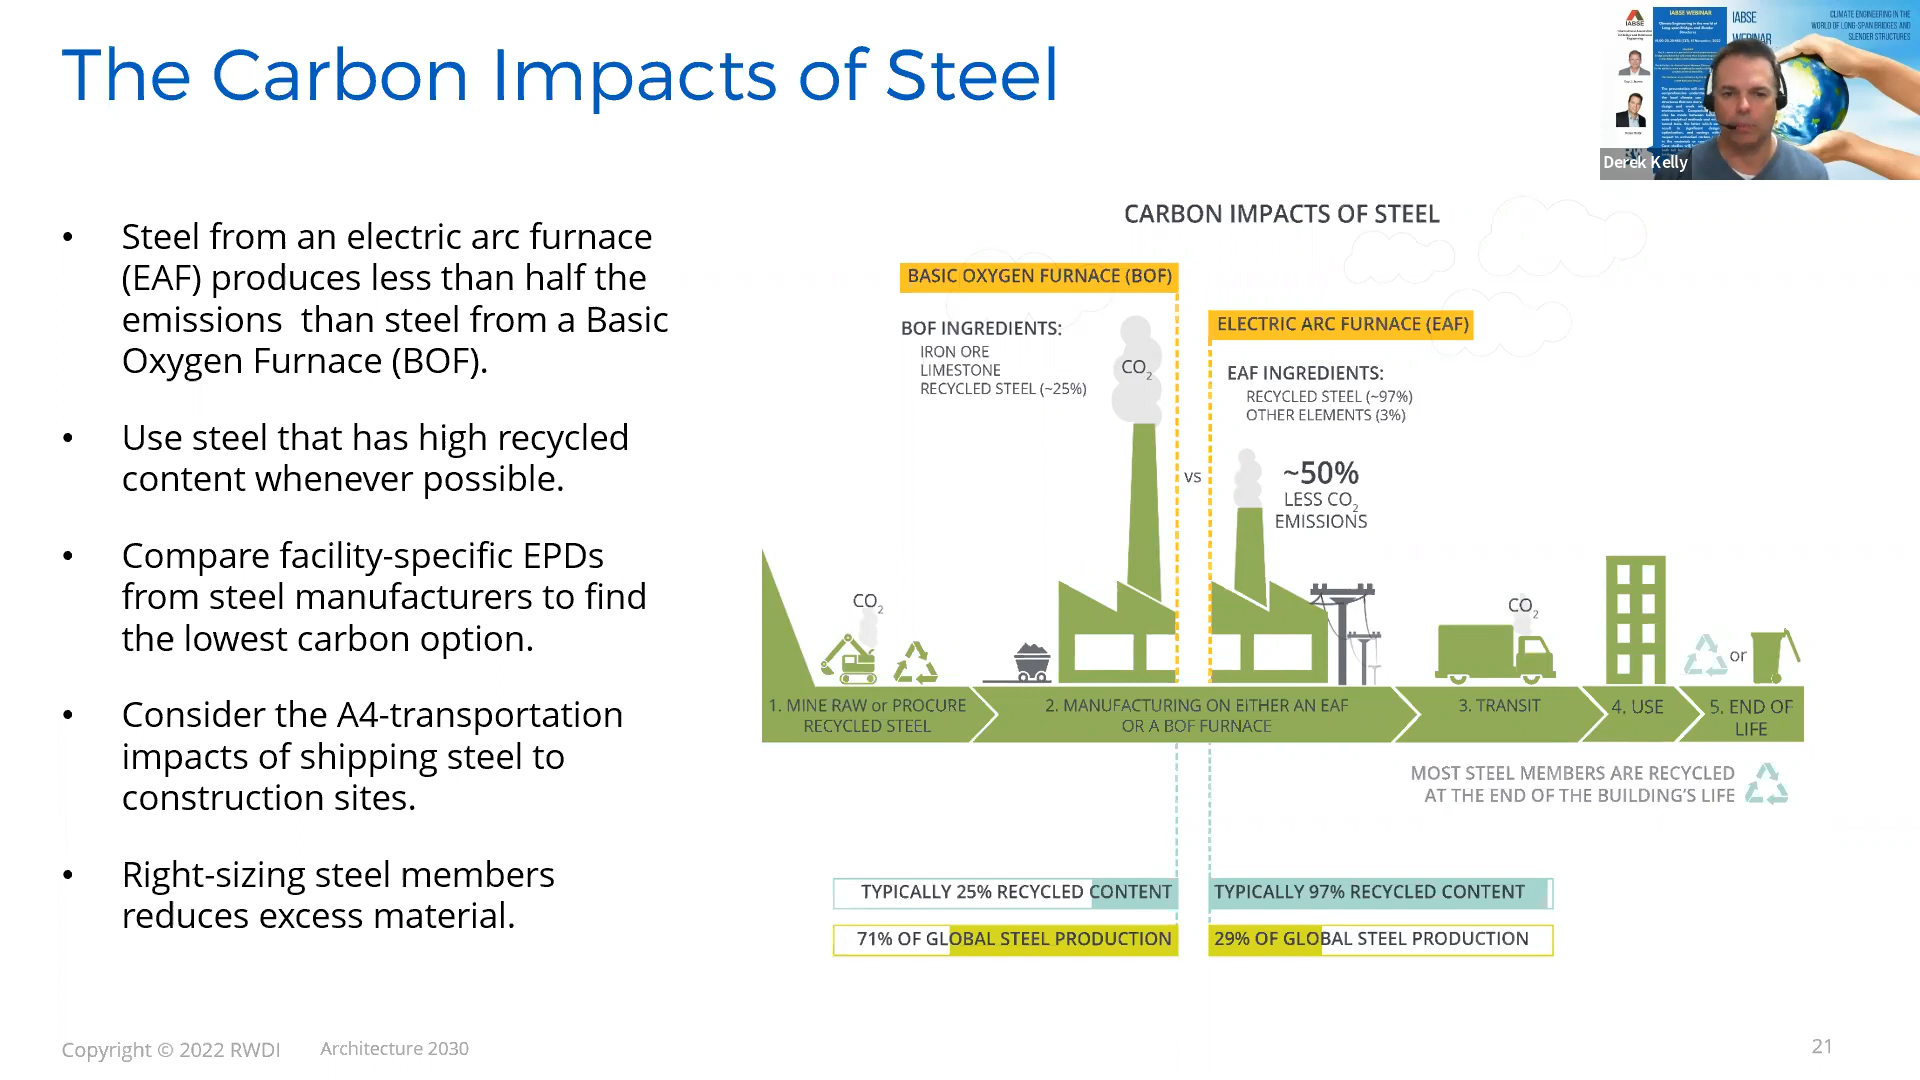 The Carbon Impacts of Steel
• Steel from an electric arc furnace
(EAF) produces less than half the
emissions than steel from a Basic
Oxygen Furnace (BOF).
• Use steel that has high recycled
content whenever possible.
• Compare facility-specific EPDs
from steel manufacturers to find
the lowest carbon option.
• Consider the A4-transportation
impacts of shipping steel to
construction sites.
• Right-sizing steel members
reduces excess material.
CARBON IMPACTS OF STEEL
BASIC OXYGEN FURNACE (BOF)
BOF INGREDIENTS:
IRON ORE
LIMESTONE
RECYCLED STEEL (~25%)
CO2
vs
ELECTRIC ARC FURNACE (EAF)
EAF INGREDIENTS:
RECYCLED STEEL (~97%)
OTHER ELEMENTS (3%)
~50%
LESS CO2
EMISSIONS
CO2
CO2
or
1. MINE RAW or PROCURE
RECYCLED STEEL
2. MANUFACTURING ON EITHER AN EAF
OR A BOF FURNACE
3. TRANSIT
4. USE
5. END OF
LIFE
MOST STEEL MEMBERS ARE RECYCLED
AT THE END OF THE BUILDING'S LIFE
TYPICALLY 25% RECYCLED CONTENT
TYPICALLY 97% RECYCLED CONTENT
71% OF GLOBAL STEEL PRODUCTION
29% OF GLOBAL STEEL PRODUCTION
Copyright © 2022 RWDI
Architecture 2030
21
IABSE
IABSE WEBINAR
IABSE
WEBINAR
CLIMATE ENGINEERING IN THE
WORLD OF LONG-SPAN BRIDGES AND
SLENDER STRUCTURES
Derek Kelly